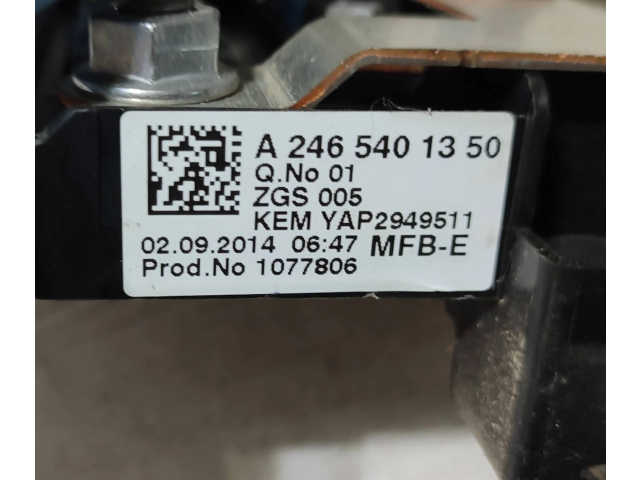 A 246 540 13 50
Q.No 01
ZGS 005
KEM YAP2949511
02.09.2014 06:47 MFB-E
Prod.No 1077806